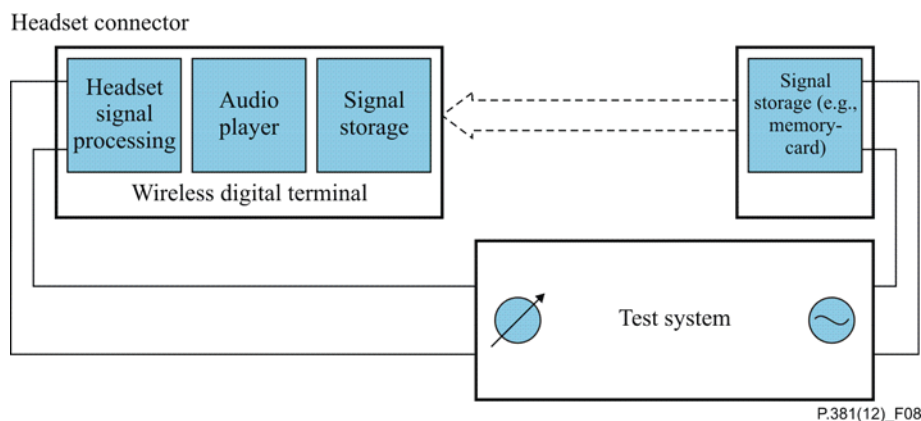 Headset connector
Headset
signal
processing
Audio
player
Signal
storage
Wireless digital terminal
Signal
storage (e.g.,
memory-
card)
Test system
P.381(12)_F08